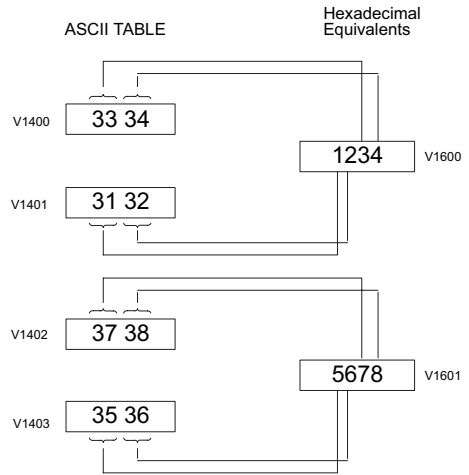 ASCII TABLE
Hexadecimal
Equivalents
V1400
33 34
1234
V1600
V1401
31 32
V1402
37 38
5678
V1601
V1403
35 36